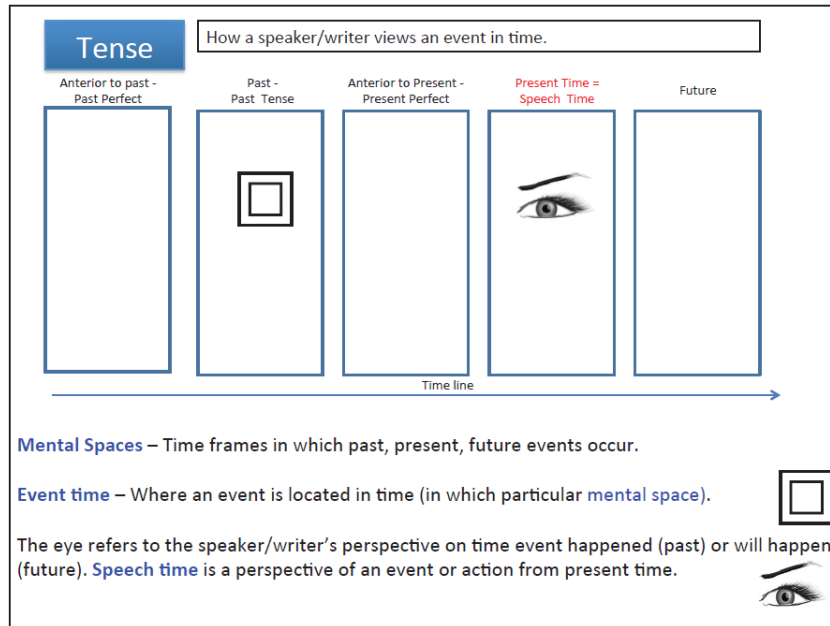 Tense
How a speaker/writer views an event in time.
Anterior to past -
Past Perfect
Past -
Past Tense
Anterior to Present -
Present Perfect
Present Time =
Speech Time
Future
Time line
Mental Spaces – Time frames in which past, present, future events occur.
Event time – Where an event is located in time (in which particular mental space).
The eye refers to the speaker/writer's perspective on time event happened (past) or will happen
(future). Speech time is a perspective of an event or action from present time.